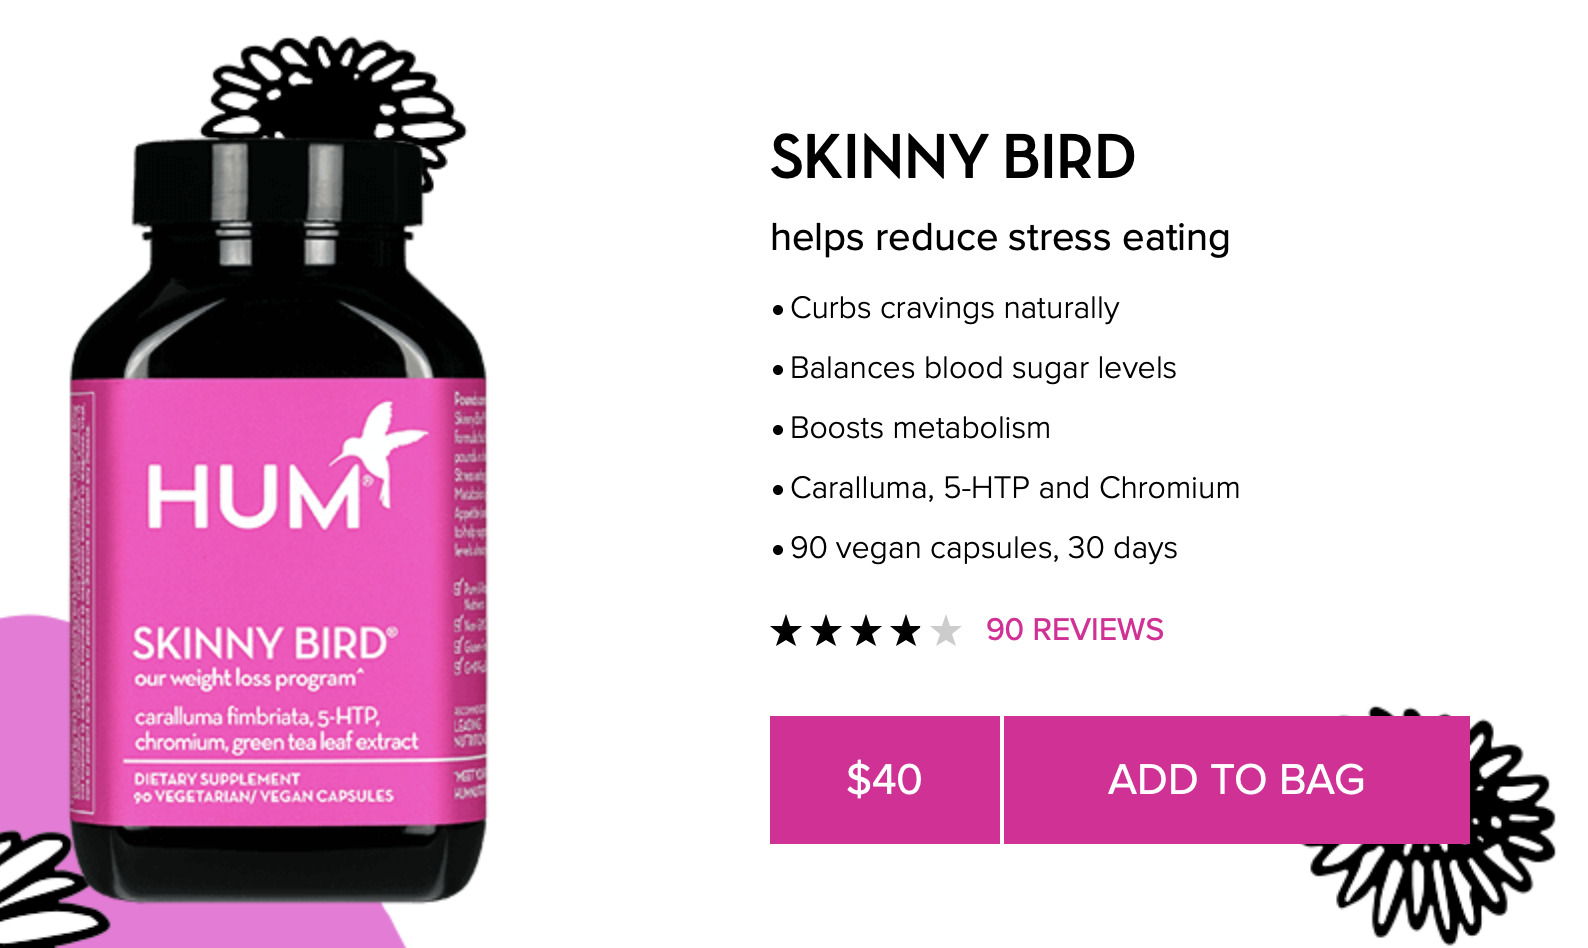 HUM®
SKINNY BIRD®
our weight loss program^
caralluma fimbriata, 5-HTP,
chromium, green tea leaf extract
DIETARY SUPPLEMENT
90 VEGETARIAN/ VEGAN CAPSULES
SKINNY BIRD
helps reduce stress eating
• Curbs cravings naturally
• Balances blood sugar levels
• Boosts metabolism
• Caralluma, 5-HTP and Chromium
• 90 vegan capsules, 30 days
90 REVIEWS
$40
ADD TO BAG